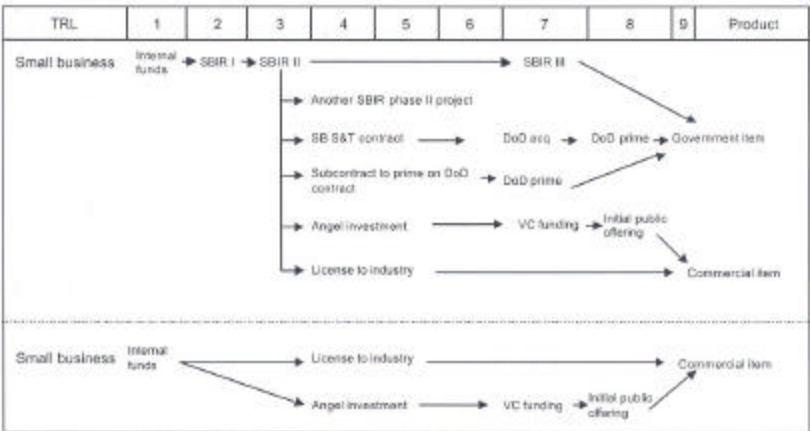 TRL 1 2 3 4 5 6 7 8 9 Product
Small business Internal funds SBIR I SBIR II SBIR III
Another SBIR phase II project
SB S&T contract DoD acq DoD prime Government item
Subcontract to prime on DoD
contract
DoD prime
Angel investment VC funding Initial public
offering
License to industry Commercial item
Small business Internal
funds
License to industry Commercial item
Angel investment VC funding Initial public
offering